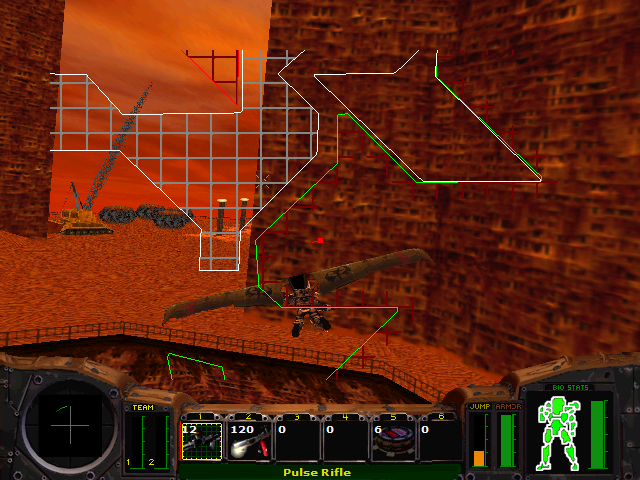 TEAM
1 2
1 2 3 4 5 6
12 120 0 0 6 0
JUMP ARMOR
BIO STATS
Pulse Rifle